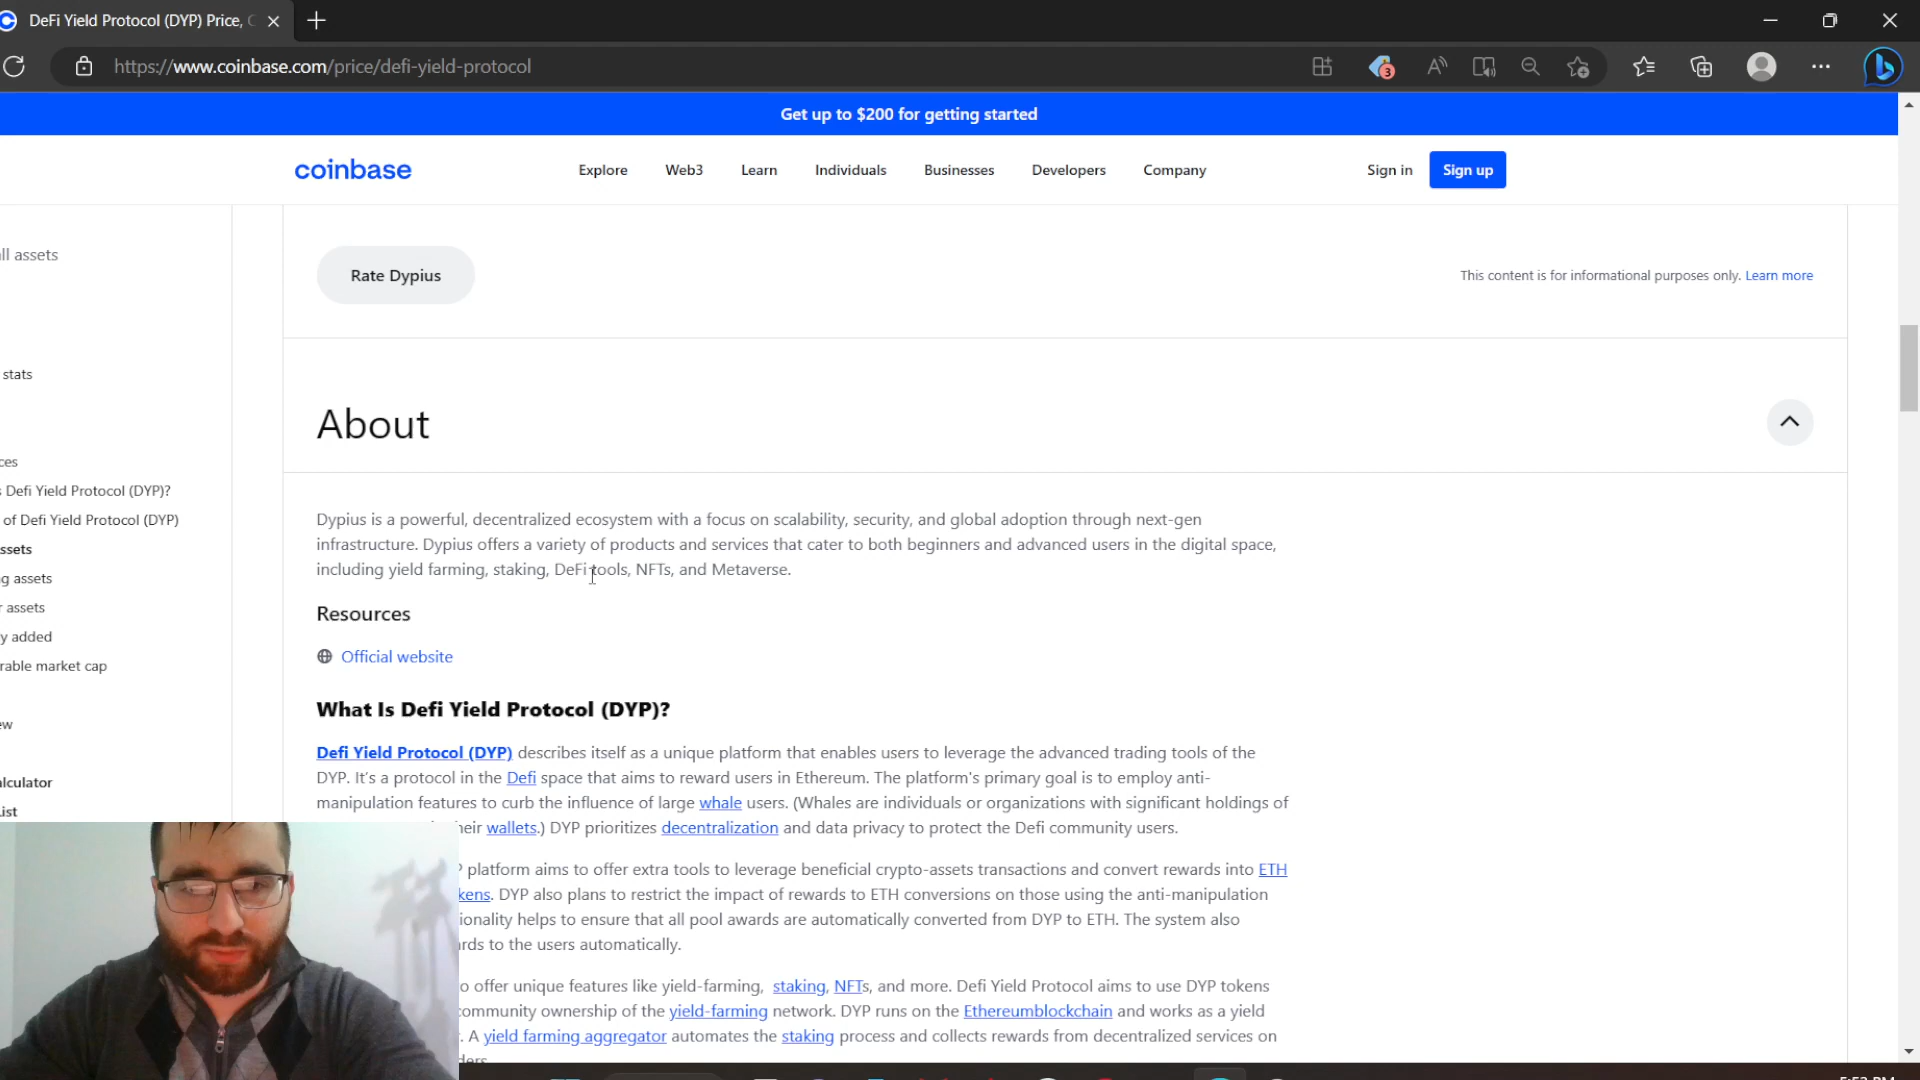 DeFi Yield Protocol (DYP) Price,
https://www.coinbase.com/price/defi-yield-protocol
3
Get up to $200 for getting started
coinbase
Explore
Web3
Learn
Individuals
Businesses
Developers
Company
Sign in
Sign up
ll assets
Rate Dypius
This content is for informational purposes only. Learn more
stats
About
ces
Defi Yield Protocol (DYP)?
of Defi Yield Protocol (DYP)
ssets
g assets
r assets
y added
rable market cap
ew
alculator
ist
Dypius is a powerful, decentralized ecosystem with a focus on scalability, security, and global adoption through next-gen
infrastructure. Dypius offers a variety of products and services that cater to both beginners and advanced users in the digital space,
including yield farming, staking, DeFi tools, NFTs, and Metaverse.
Resources
Official website
What Is Defi Yield Protocol (DYP)?
Defi Yield Protocol (DYP) describes itself as a unique platform that enables users to leverage the advanced trading tools of the
DYP. It's a protocol in the Defi space that aims to reward users in Ethereum. The platform's primary goal is to employ anti-
manipulation features to curb the influence of large whale users. (Whales are individuals or organizations with significant holdings of
heir wallets.) DYP prioritizes decentralization and data privacy to protect the Defi community users.
P platform aims to offer extra tools to leverage beneficial crypto-assets transactions and convert rewards into ETH
kens. DYP also plans to restrict the impact of rewards to ETH conversions on those using the anti-manipulation
ionality helps to ensure that all pool awards are automatically converted from DYP to ETH. The system also
rds to the users automatically.
o offer unique features like yield-farming, staking, NFTs, and more. Defi Yield Protocol aims to use DYP tokens
community ownership of the yield-farming network. DYP runs on the Ethereumblockchain and works as a yield
. A yield farming aggregator automates the staking process and collects rewards from decentralized services on